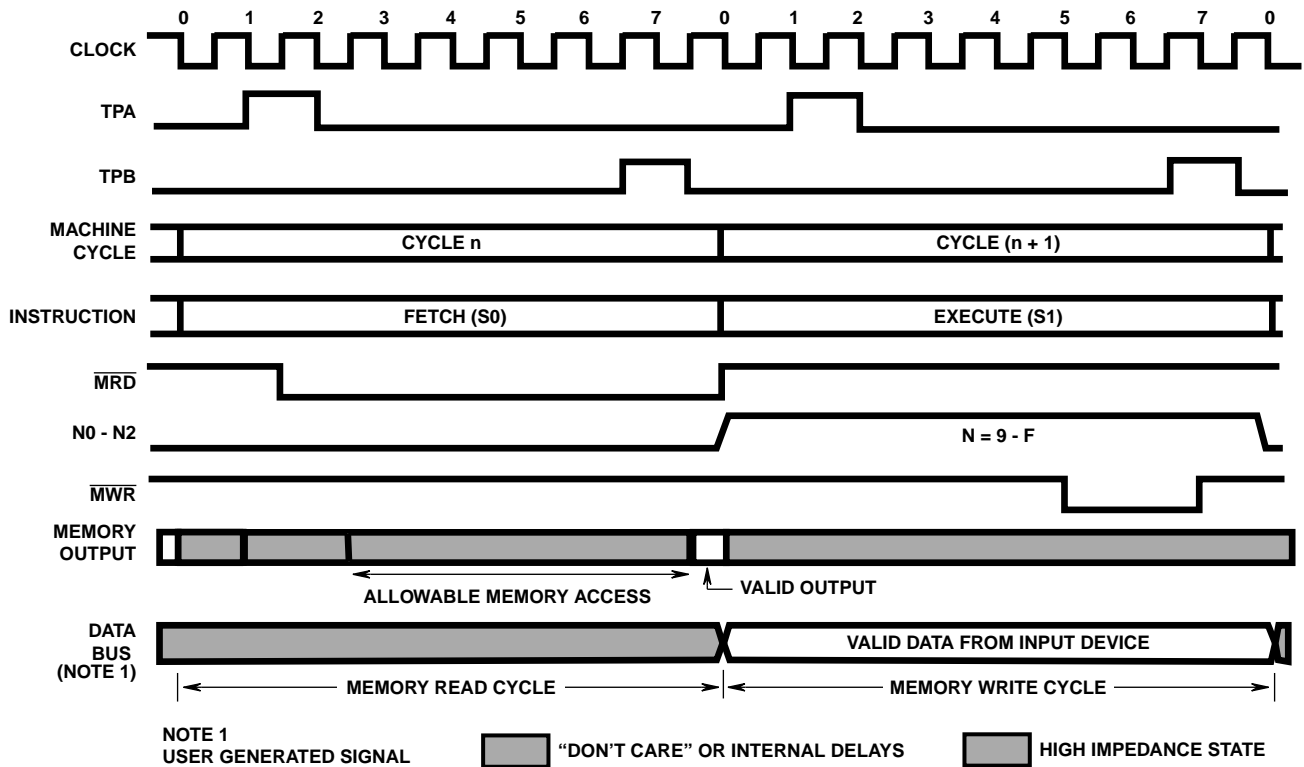 0 1 2 3 4 5 6 7 0 1 2 3 4 5 6 7 0
CLOCK
TPA
TPB
MACHINE
CYCLE
CYCLE n
CYCLE (n + 1)
INSTRUCTION
FETCH (S0)
EXECUTE (S1)
MRD
N0 - N2
N = 9 - F
MWR
MEMORY
OUTPUT
ALLOWABLE MEMORY ACCESS
VALID OUTPUT
DATA
BUS
(NOTE 1)
VALID DATA FROM INPUT DEVICE
MEMORY READ CYCLE
MEMORY WRITE CYCLE
NOTE 1
USER GENERATED SIGNAL
“DON'T CARE” OR INTERNAL DELAYS
HIGH IMPEDANCE STATE